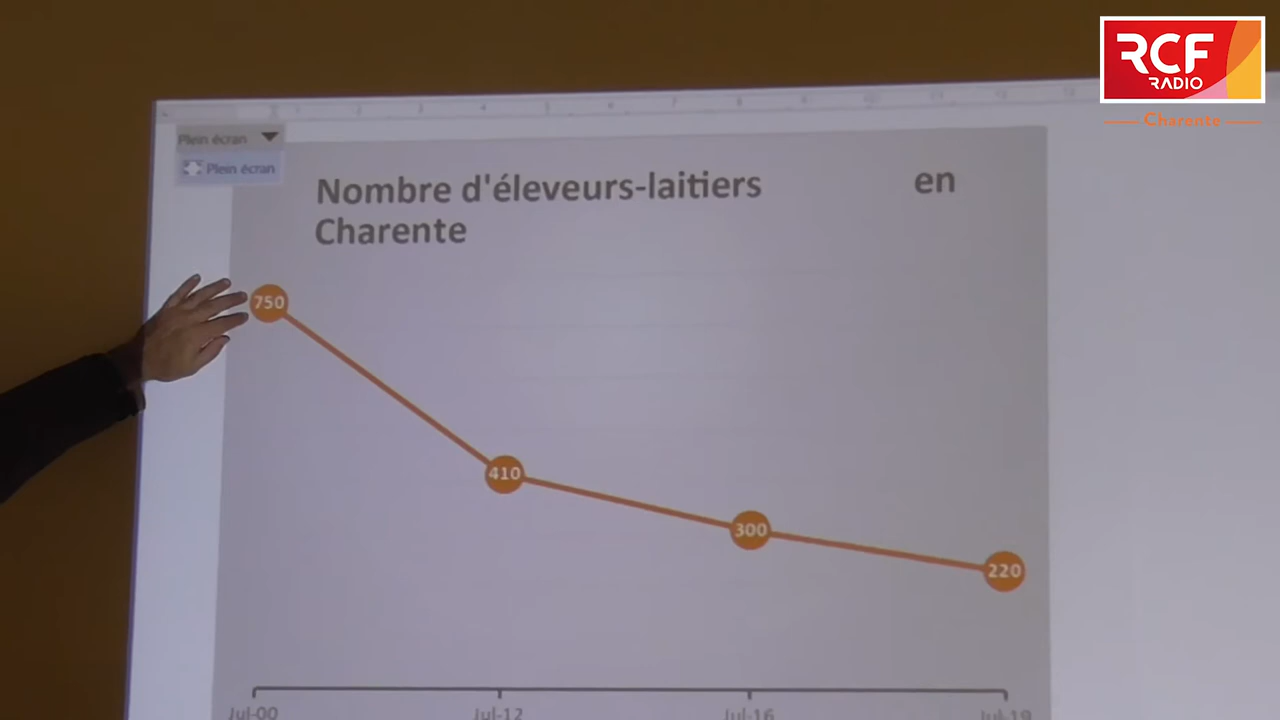 RCF
RADIO
Charente
Plein écran
Plein écran
Nombre d'éleveurs-laitiers en
Charente
750
410
300
220
Jul-00 Jul-12 Jul-16 Jul-19